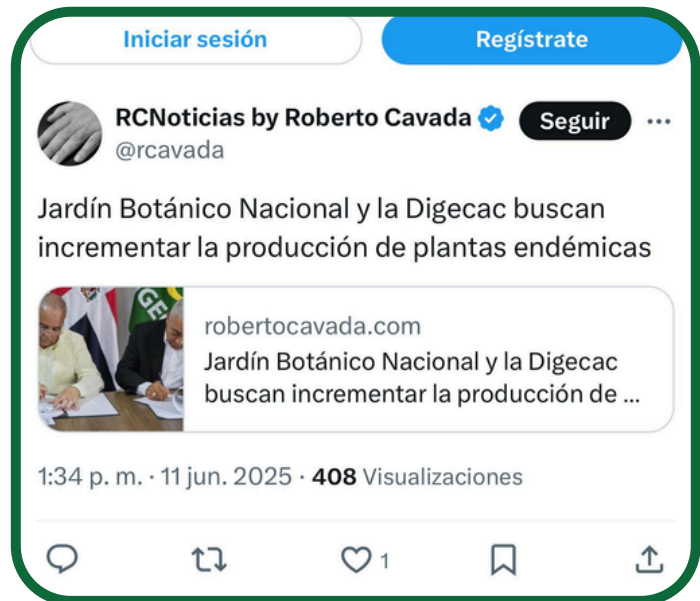 Iniciar sesión
Regístrate
RCNoticias by Roberto Cavada
Seguir
@rcavada
Jardín Botánico Nacional y la Digecac buscan
incrementar la producción de plantas endémicas
robertocavada.com
Jardín Botánico Nacional y la Digecac
buscan incrementar la producción de ...
1:34 p. m. · 11 jun. 2025 · 408 Visualizaciones
1